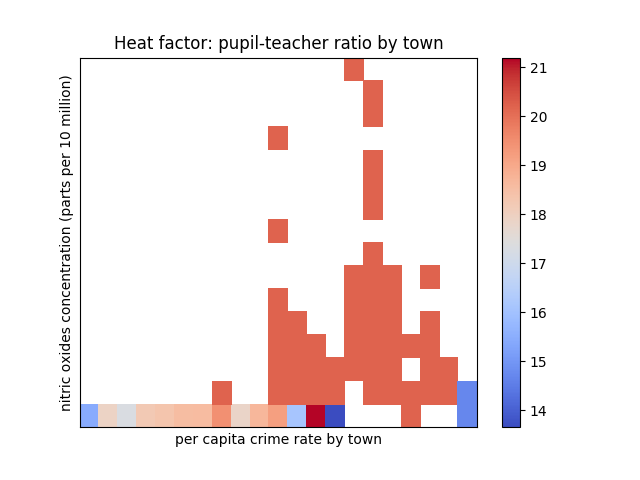 Heat factor: pupil-teacher ratio by town
nitric oxides concentration (parts per 10 million)
per capita crime rate by town
21
20
19
18
17
16
15
14